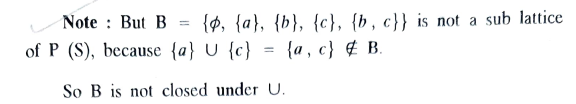 Note : But B = {ϕ, {a}, {b}, {c}, {b , c}} is not a sub lattice
of P (S), because {a} ∪ {c} = {a , c} ∉ B.
So B is not closed under ∪.